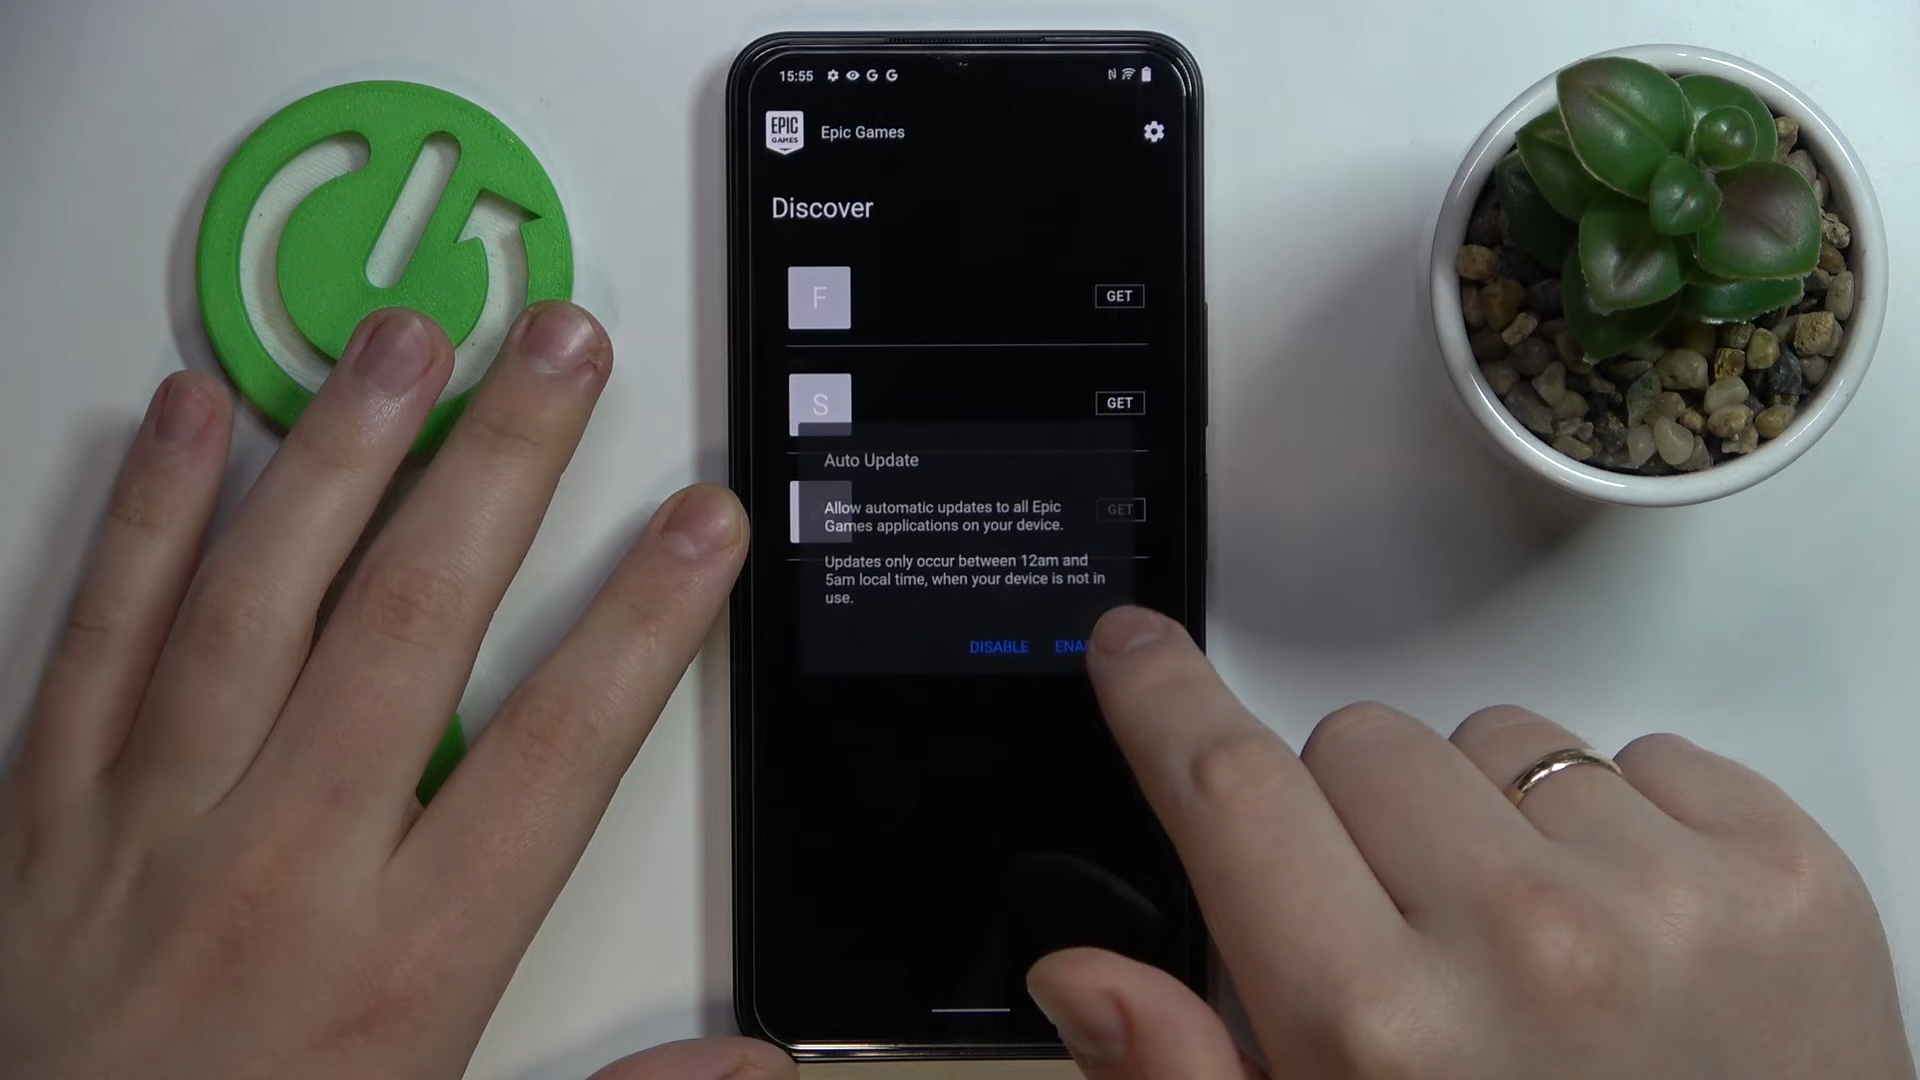 15:55
EPIC
GAMES
Epic Games
Discover
F
GET
S
GET
Auto Update
Allow automatic updates to all Epic
Games applications on your device.
GET
Updates only occur between 12am and
5am local time, when your device is not in
use.
DISABLE